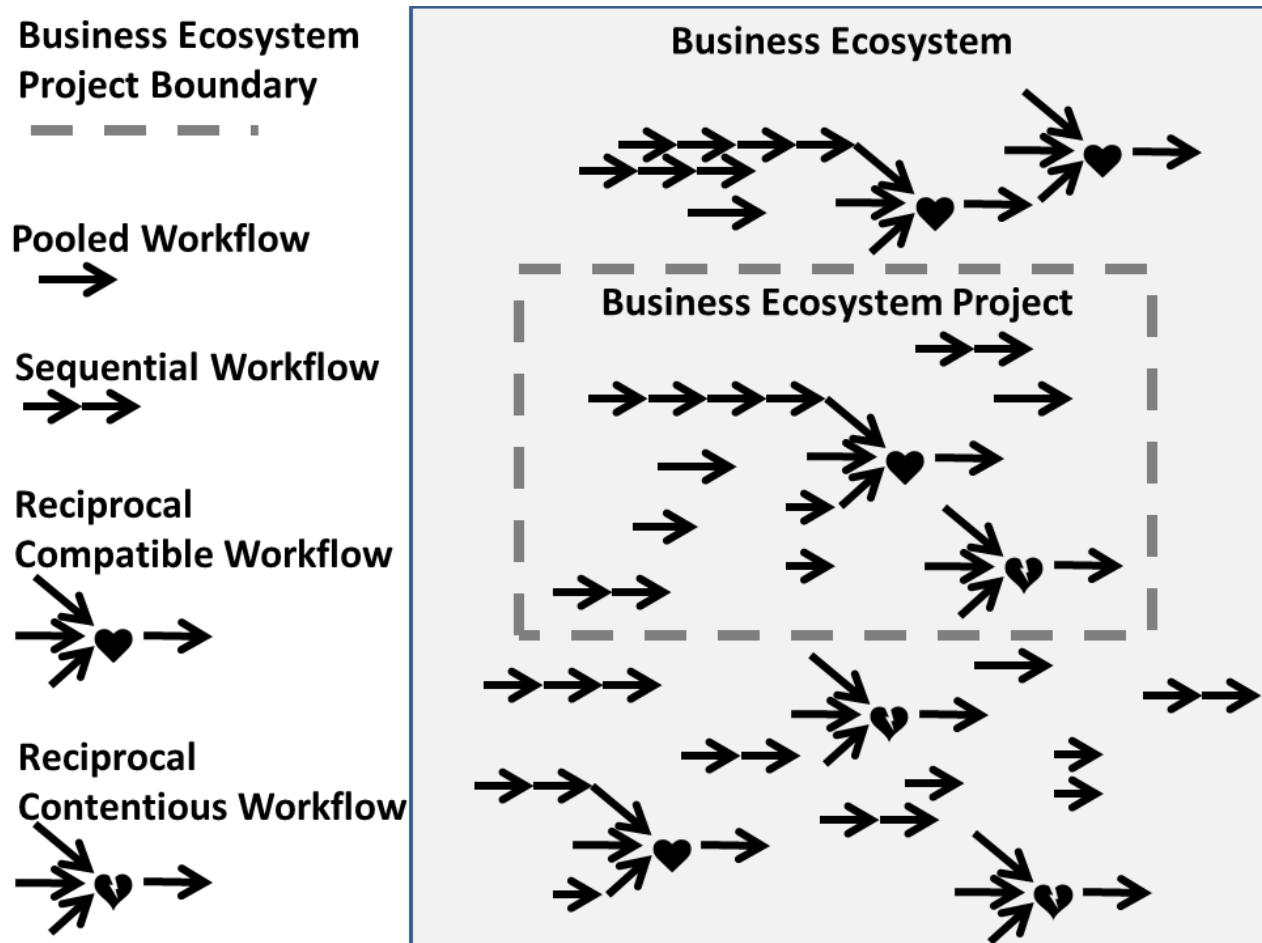 Business Ecosystem
Project Boundary
Pooled Workflow
Sequential Workflow
Reciprocal
Compatible Workflow
Reciprocal
Contentious Workflow
Business Ecosystem
Business Ecosystem Project